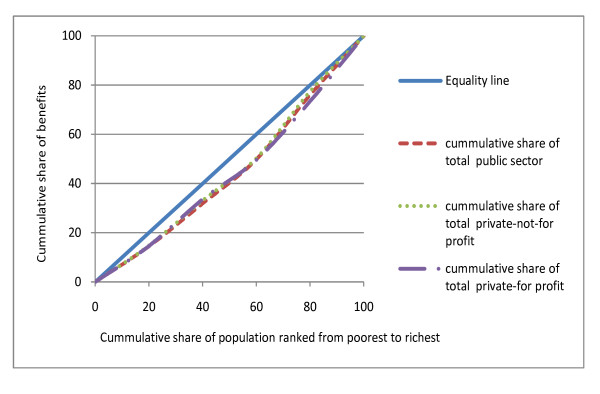 100
80
60
40
20
0
Cummulative share of benefits
0 20 40 60 80 100
Cummulative share of population ranked from poorest to richest
Equality line
cummulative share of
total public sector
cummulative share of
total private-not-for
profit
cummulative share of
total private-for profit